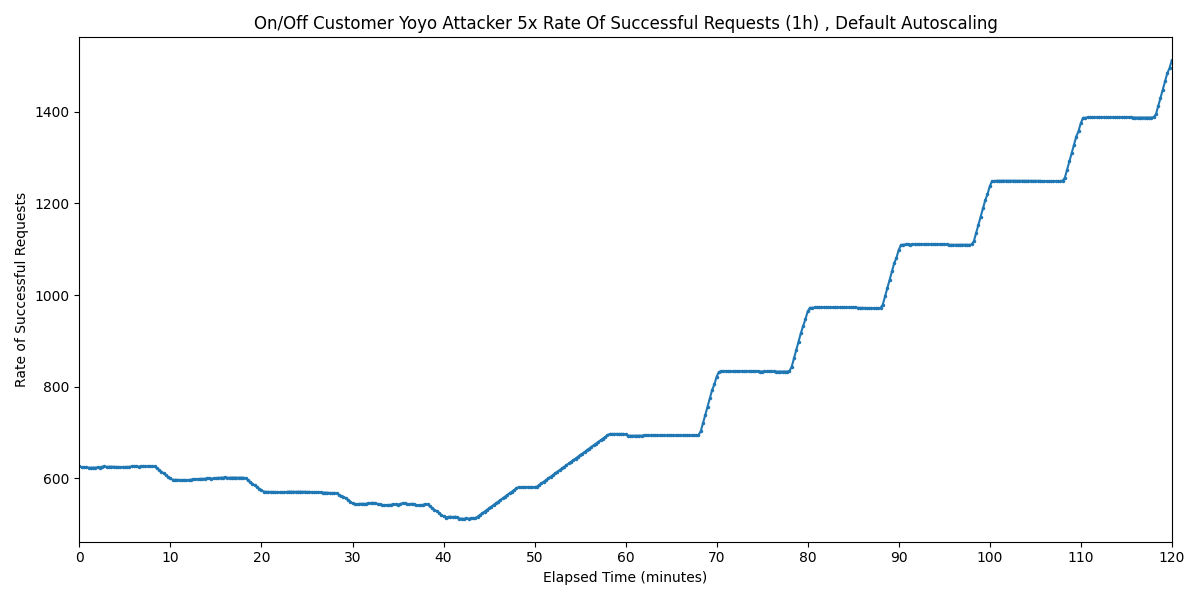 On/Off Customer Yoyo Attacker 5x Rate Of Successful Requests (1h) , Default Autoscaling
Rate of Successful Requests
1400
1200
1000
800
600
0 10 20 30 40 50 60 70 80 90 100 110 120
Elapsed Time (minutes)